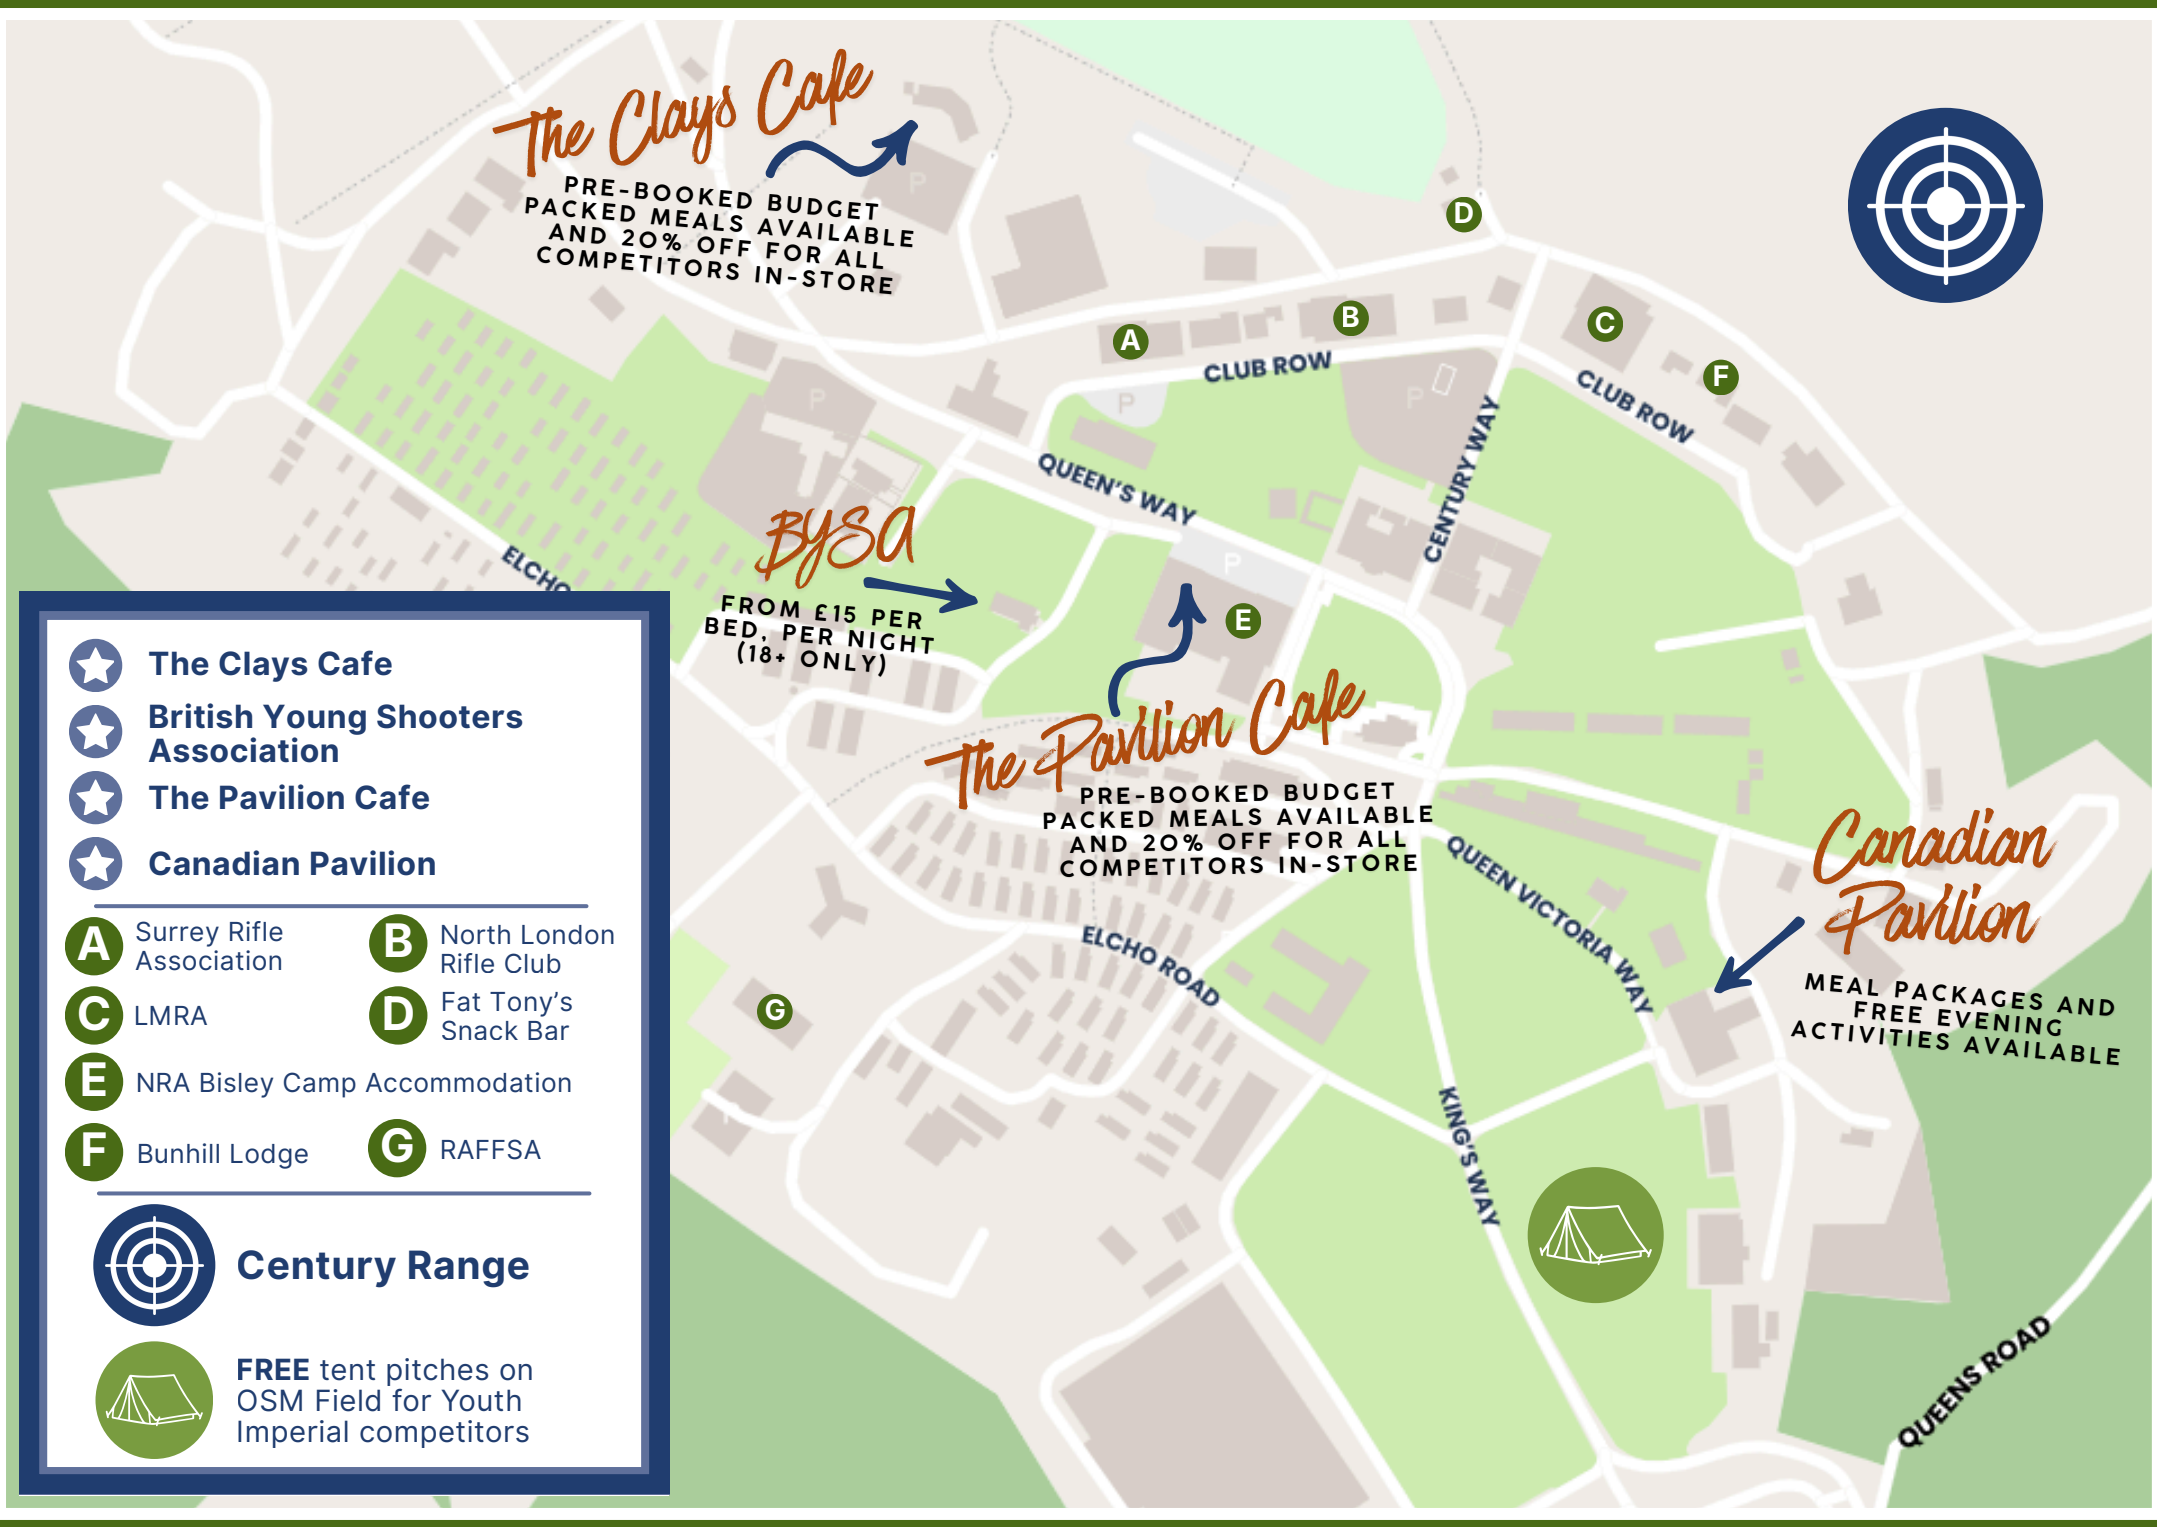 The Clays Cafe
PRE-BOOKED BUDGET
PACKED MEALS AVAILABLE
AND 20% OFF FOR ALL
COMPETITORS IN-STORE
P
D
B
A
C
F
CLUB ROW
CLUB ROW
P
P
P
CENTURY WAY
QUEEN'S WAY
BYSA
FROM £15 PER
BED, PER NIGHT
(18+ ONLY)
P
E
ELCHO
The Pavilion Cafe
PRE-BOOKED BUDGET
PACKED MEALS AVAILABLE
AND 20% OFF FOR ALL
COMPETITORS IN-STORE
Canadian
Pavilion
MEAL PACKAGES AND
FREE EVENING
ACTIVITIES AVAILABLE
QUEEN VICTORIA WAY
ELCHO ROAD
G
KING'S WAY
QUEENS ROAD
The Clays Cafe
British Young Shooters
Association
The Pavilion Cafe
Canadian Pavilion
A Surrey Rifle
Association
B North London
Rifle Club
C LMRA
D Fat Tony's
Snack Bar
E NRA Bisley Camp Accommodation
F Bunhill Lodge
G RAFFSA
Century Range
FREE tent pitches on
OSM Field for Youth
Imperial competitors